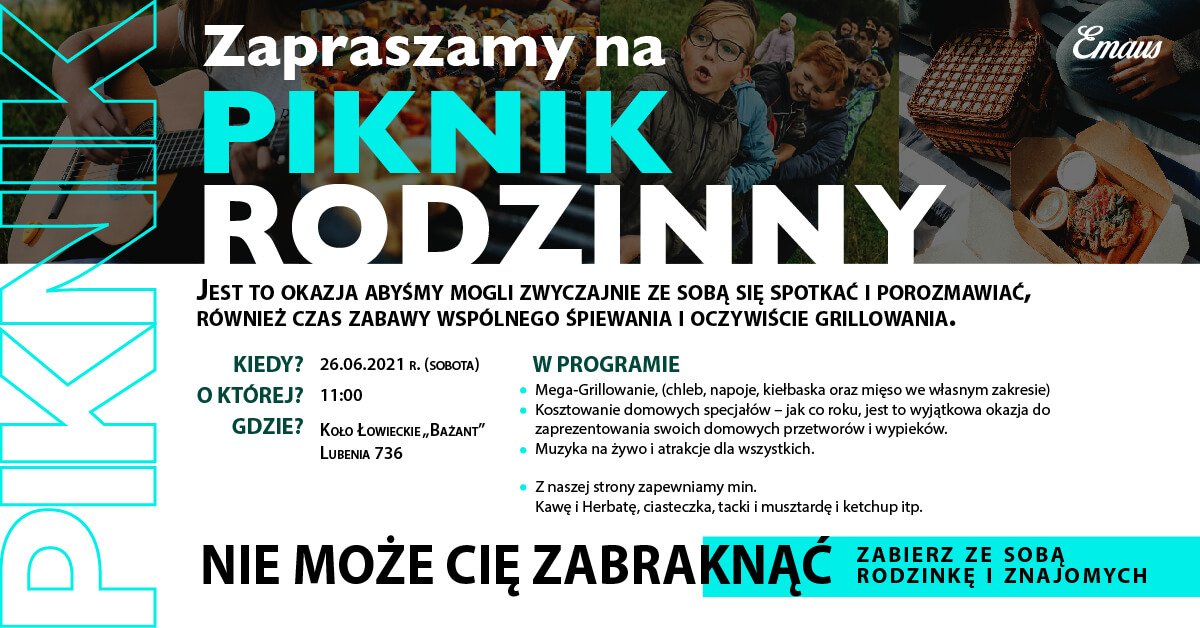 Zapraszamy na
PIKNIK
RODZINNY
Emaus
PIKNIK
JEST TO OKAZJA ABYŚMY MOGLI ZWYCZAJNIE ZE SOBĄ SIĘ SPOTKAĆ I POROZMAWIAĆ,
RÓWNIEŻ CZAS ZABAWY WSPÓLNEGO ŚPIEWANIA I OCZYWIŚCIE GRILLOWANIA.
KIEDY? 26.06.2021 R. (SOBOTA)
O KTÓREJ? 11:00
GDZIE? KOŁO ŁOWIECKIE „BAŻANT”
LUBENIA 736
W PROGRAMIE
• Mega-Grillowanie, (chleb, napoje, kiełbaska oraz mięso we własnym zakresie)
• Kosztowanie domowych specjałów – jak co roku, jest to wyjątkowa okazja do
zaprezentowania swoich domowych przetworów i wypieków.
• Muzyka na żywo i atrakcje dla wszystkich.
• Z naszej strony zapewniamy min.
Kawę i Herbatę, ciasteczka, tacki i musztardę i ketchup itp.
NIE MOŻE CIĘ ZABRAKNĄĆ
ZABIERZ ZE SOBĄ
RODZINKĘ I ZNAJOMYCH